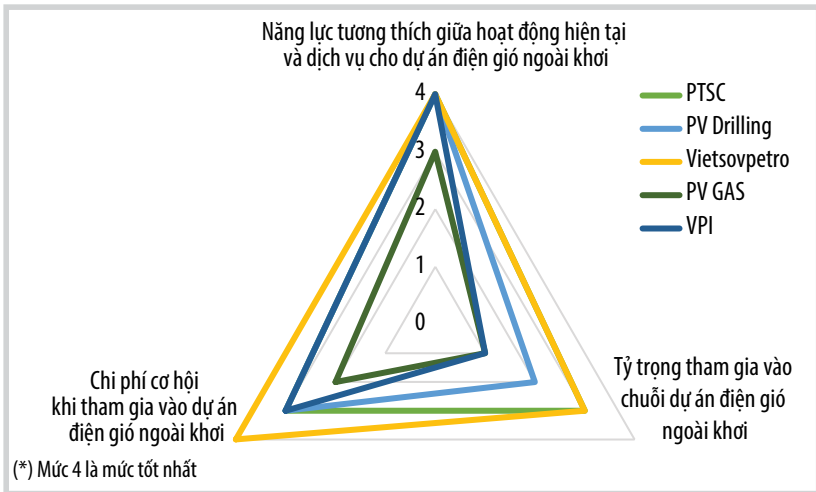 Năng lực tương thích giữa hoạt động hiện tại
và dịch vụ cho dự án điện gió ngoài khơi
4
3
2
1
0
PTSC
PV Drilling
Vietsovpetro
PV GAS
VPI
Chi phí cơ hội
khi tham gia vào dự án
điện gió ngoài khơi
Tỷ trọng tham gia vào
chuỗi dự án điện gió
ngoài khơi
(*) Mức 4 là mức tốt nhất